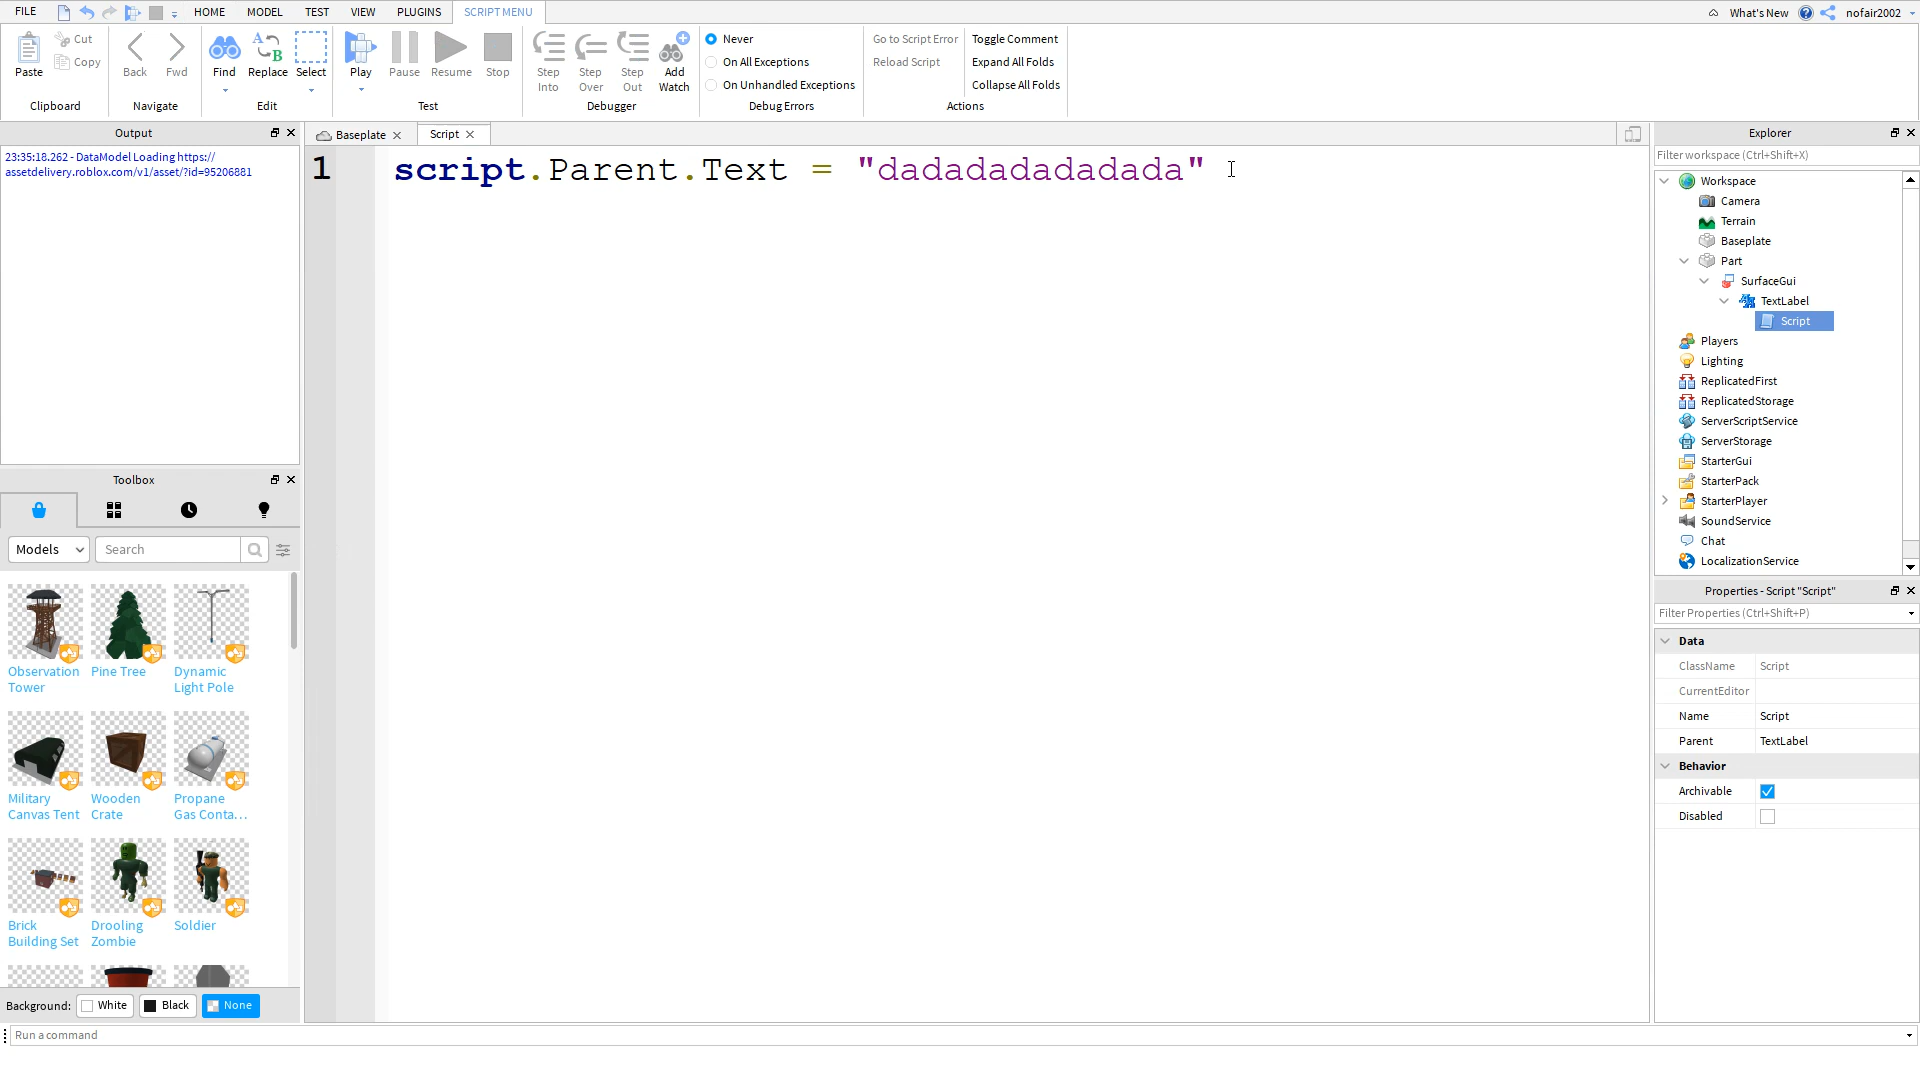 FILE
HOME
MODEL
TEST
VIEW
PLUGINS
SCRIPT MENU
What's New
nofair2002
Paste
Cut
Copy
Clipboard
Back
Fwd
Navigate
Find
Replace
Select
Edit
Play
Pause
Resume
Stop
Test
Step Into
Step Over
Step Out
Add Watch
Debugger
Never
On All Exceptions
On Unhandled Exceptions
Debug Errors
Go to Script Error
Reload Script
Toggle Comment
Expand All Folds
Collapse All Folds
Actions
Output
23:35:18.262 - DataModel Loading https://
assetdelivery.roblox.com/v1/asset/?id=95206881
Baseplate
Script
1 script.Parent.Text = "dadadadadadada"
Toolbox
Models
Search
Observation
Tower
Pine Tree
Dynamic
Light Pole
Military
Canvas Tent
Wooden
Crate
Propane
Gas Conta...
Brick
Building Set
Drooling
Zombie
Soldier
Background:
White
Black
None
Run a command
Explorer
Filter workspace (Ctrl+Shift+X)
Workspace
Camera
Terrain
Baseplate
Part
SurfaceGui
TextLabel
Script
Players
Lighting
ReplicatedFirst
ReplicatedStorage
ServerScriptService
ServerStorage
StarterGui
StarterPack
StarterPlayer
SoundService
Chat
LocalizationService
Properties - Script "Script"
Filter Properties (Ctrl+Shift+P)
Data
ClassName Script
CurrentEditor
Name Script
Parent TextLabel
Behavior
Archivable
Disabled